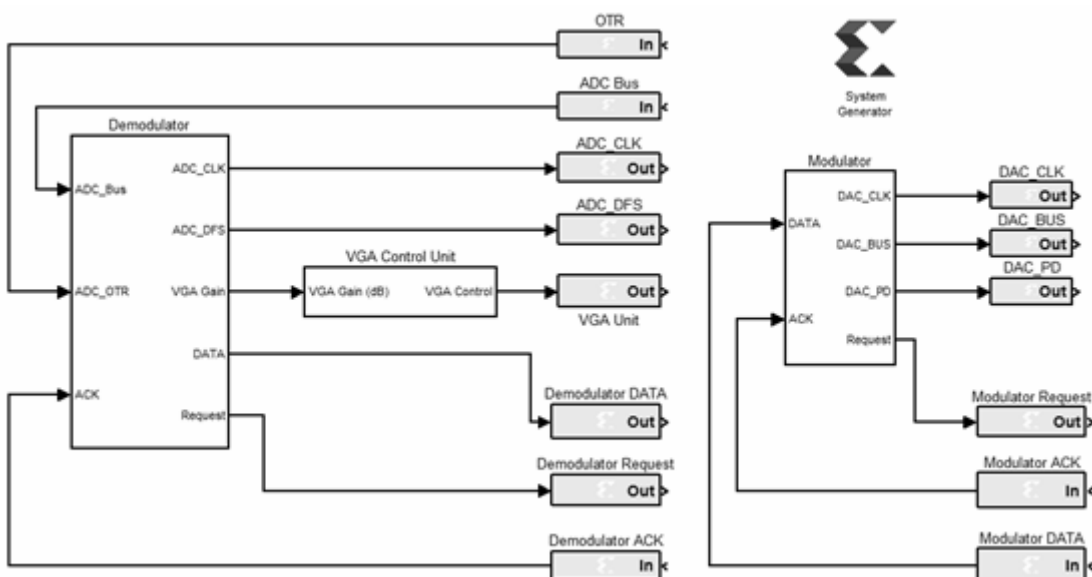 OTR
In
ADC Bus
In
Demodulator
ADC_Bus
ADC_OTR
ACK
ADC_CLK
ADC_DFS
VGA Gain
DATA
Request
ADC_CLK
Out
ADC_DFS
Out
VGA Control Unit
VGA Gain (dB)
VGA Control
Out
VGA Unit
Demodulator DATA
Out
Demodulator Request
Out
Demodulator ACK
In
System
Generator
Modulator
DATA
ACK
DAC_CLK
DAC_BUS
DAC_PD
Request
DAC_CLK
Out
DAC_BUS
Out
DAC_PD
Out
Modulator Request
Out
Modulator ACK
In
Modulator DATA
In